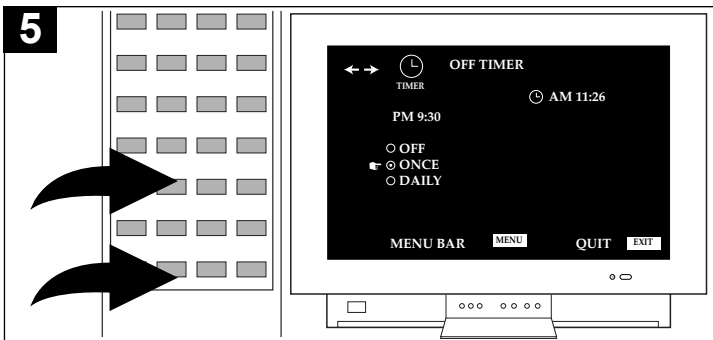 5
OFF TIMER
TIMER
AM 11:26
PM 9:30
OFF
ONCE
DAILY
MENU BAR MENU QUIT EXIT